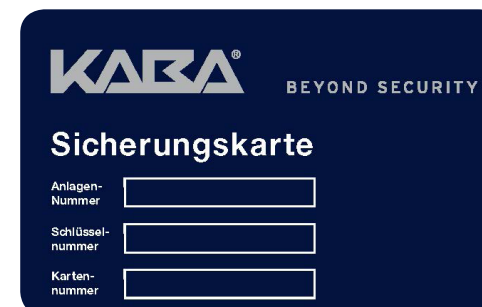 KABA®
BEYOND SECURITY
Sicherungskarte
Anlagen-
Nummer
Schlüssel-
nummer
Karten-
nummer